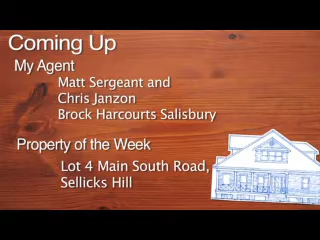 Coming Up
My Agent
Matt Sergeant and
Chris Janzon
Brock Harcourts Salisbury
Property of the Week
Lot 4 Main South Road,
Sellicks Hill